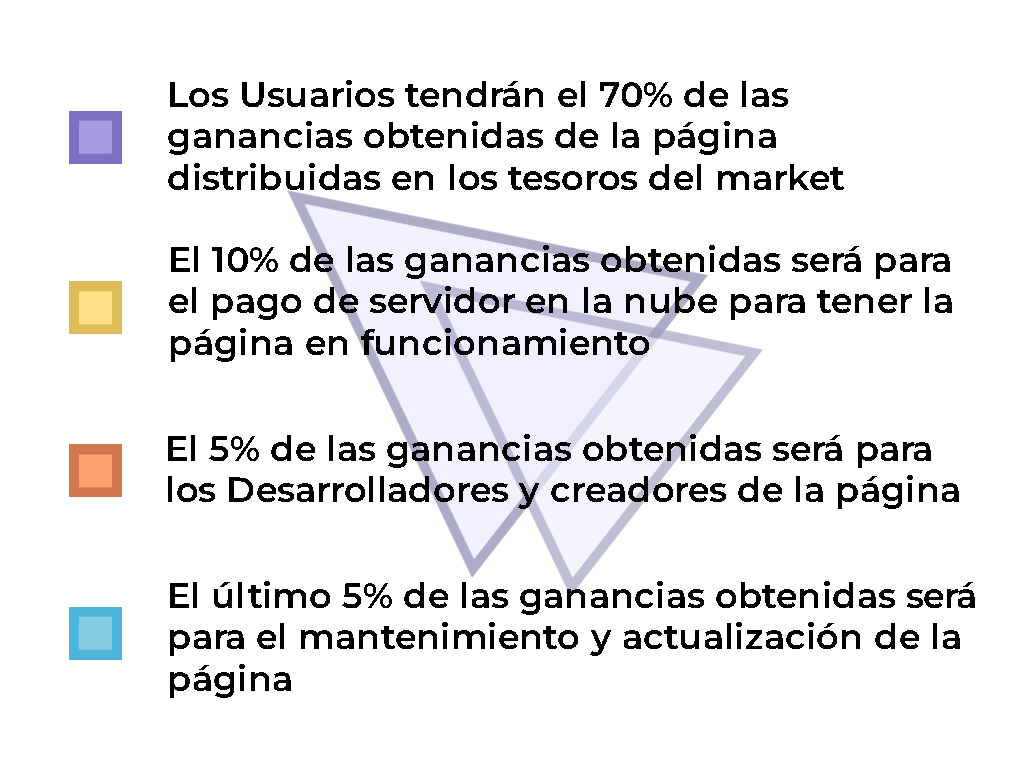 Los Usuarios tendrán el 70% de las
ganancias obtenidas de la página
distribuidas en los tesoros del market
El 10% de las ganancias obtenidas será para
el pago de servidor en la nube para tener la
página en funcionamiento
El 5% de las ganancias obtenidas será para
los Desarrolladores y creadores de la página
El último 5% de las ganancias obtenidas será
para el mantenimiento y actualización de la
página